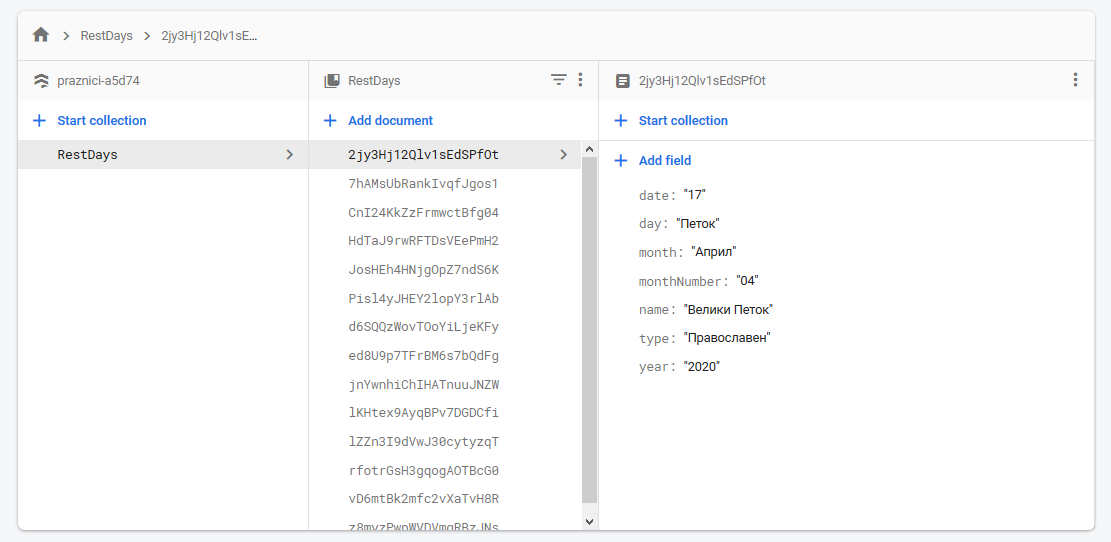 RestDays 2jy3Hj12Qlv1sE...
praznici-a5d74
Start collection
RestDays
RestDays
Add document
2jy3Hj12Qlv1sEdSPfOt
7hAMsUbRankIvqfJgos1
CnI24KkZzFrmwctBfg04
HdTaJ9rwRFTDsVEePmH2
JosHEh4HNjgOpZ7ndS6K
Pisl4yJHEY2lopY3rlAb
d6SQQzWovTOoYiLjeKFy
ed8U9p7TFrBM6s7bQdFg
jnYwnhiChIHATnuuJNZW
lKHtex9AyqBPv7DGDCfi
lZZn3I9dVwJ30cytyzqT
rfotrGsH3gqogAOTBcG0
vD6mtBk2mfc2vXaTvH8R
2jy3Hj12Qlv1sEdSPfOt
Start collection
Add field
date: "17"
day: "Петок"
month: "Април"
monthNumber: "04"
name: "Велики Петок"
type: "Православен"
year: "2020"